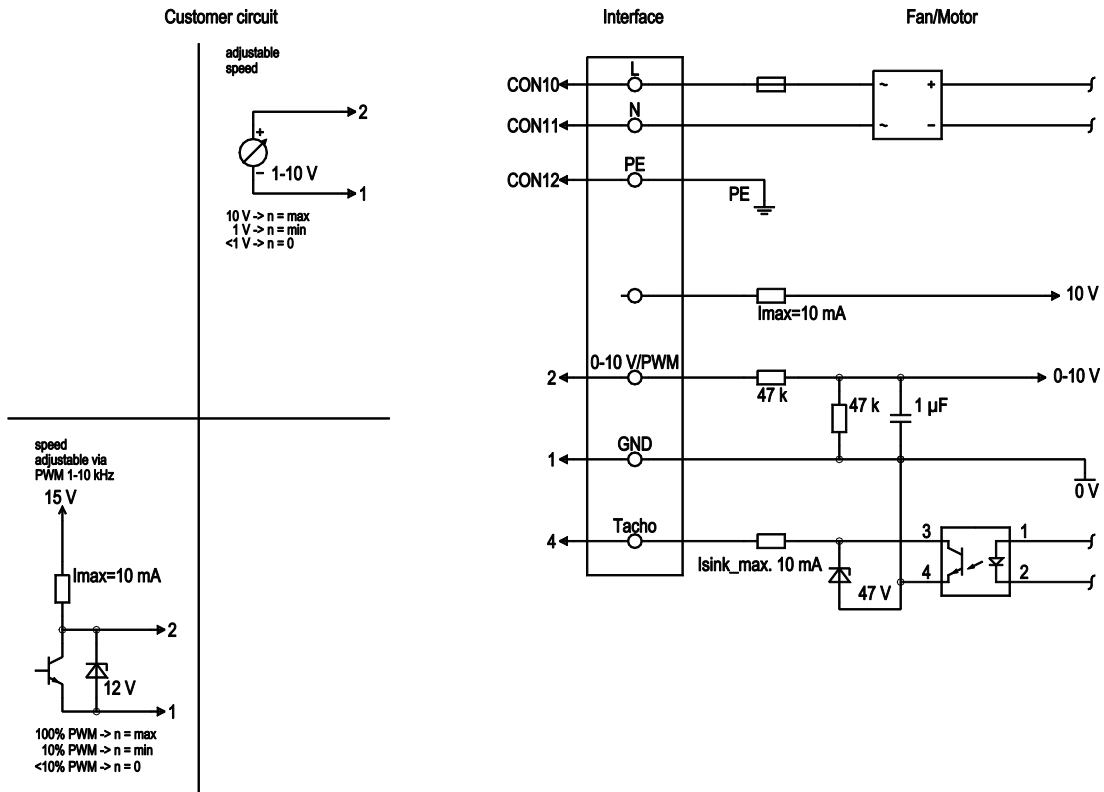 Customer circuit
Interface
Fan/Motor
adjustable
speed
2
+
−
1-10 V
1
10 V -> n = max
1 V -> n = min
<1 V -> n = 0
speed
adjustable via
PWM 1-10 kHz
15 V
Imax=10 mA
2
12 V
1
100% PWM -> n = max
10% PWM -> n = min
<10% PWM -> n = 0
CON10
L
~
+
CON11
N
~
−
CON12
PE
PE
10 V
Imax=10 mA
2
0-10 V/PWM
0-10 V
47 k
47 k
1 µF
1
GND
0 V
4
Tacho
3
1
Isink_max. 10 mA
4
2
47 V